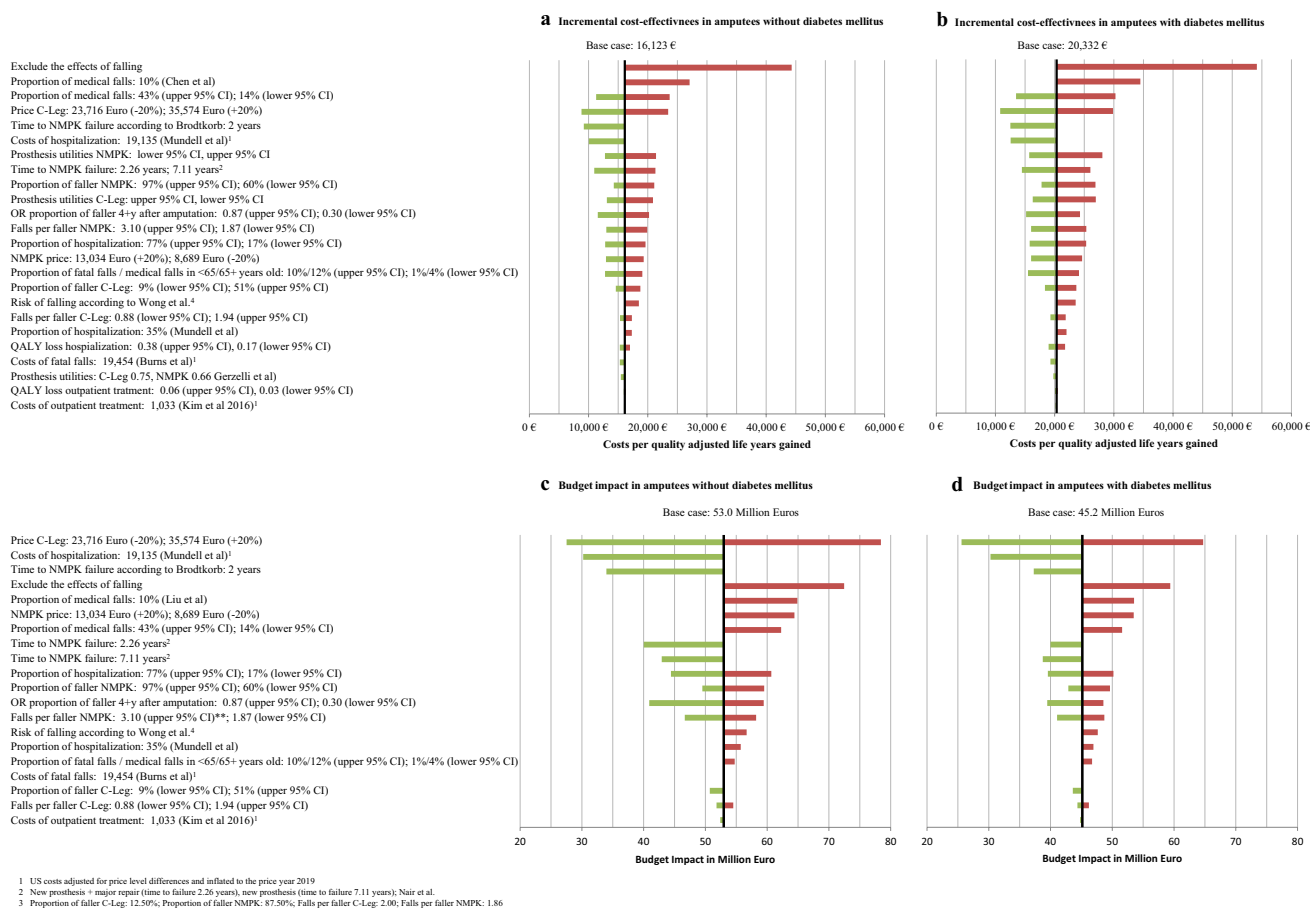 a Incremental cost-effectivnees in amputees without diabetes mellitus
Base case: 16,123 €
b Incremental cost-effectivnees in amputees with diabetes mellitus
Base case: 20,332 €
Exclude the effects of falling
Proportion of medical falls: 10% (Chen et al)
Proportion of medical falls: 43% (upper 95% CI); 14% (lower 95% CI)
Price C-Leg: 23,716 Euro (-20%); 35,574 Euro (+20%)
Time to NMPK failure according to Brodtkorb: 2 years
Costs of hospitalization: 19,135 (Mundell et al)¹
Prosthesis utilities NMPK: lower 95% CI, upper 95% CI
Time to NMPK failure: 2.26 years; 7.11 years²
Proportion of faller NMPK: 97% (upper 95% CI); 60% (lower 95% CI)
Prosthesis utilities C-Leg: upper 95% CI, lower 95% CI
OR proportion of faller 4+y after amputation: 0.87 (upper 95% CI); 0.30 (lower 95% CI)
Falls per faller NMPK: 3.10 (upper 95% CI); 1.87 (lower 95% CI)
Proportion of hospitalization: 77% (upper 95% CI); 17% (lower 95% CI)
NMPK price: 13,034 Euro (+20%); 8,689 Euro (-20%)
Proportion of fatal falls / medical falls in <65/65+ years old: 10%/12% (upper 95% CI); 1%/4% (lower 95% CI)
Proportion of faller C-Leg: 9% (lower 95% CI); 51% (upper 95% CI)
Risk of falling according to Wong et al.⁴
Falls per faller C-Leg: 0.88 (lower 95% CI); 1.94 (upper 95% CI)
Proportion of hospitalization: 35% (Mundell et al)
QALY loss hospialization: 0.38 (upper 95% CI), 0.17 (lower 95% CI)
Costs of fatal falls: 19,454 (Burns et al)¹
Prosthesis utilities: C-Leg 0.75, NMPK 0.66 Gerzelli et al)
QALY loss outpatient tratment: 0.06 (upper 95% CI), 0.03 (lower 95% CI)
Costs of outpatient treatment: 1,033 (Kim et al 2016)¹
0 € 10,000 € 20,000 € 30,000 € 40,000 € 50,000 € 60,000 €
Costs per quality adjusted life years gained
0 € 10,000 € 20,000 € 30,000 € 40,000 € 50,000 € 60,000 €
Costs per quality adjusted life years gained
c Budget impact in amputees without diabetes mellitus
Base case: 53.0 Million Euros
d Budget impact in amputees with diabetes mellitus
Base case: 45.2 Million Euros
Price C-Leg: 23,716 Euro (-20%); 35,574 Euro (+20%)
Costs of hospitalization: 19,135 (Mundell et al)¹
Time to NMPK failure according to Brodtkorb: 2 years
Exclude the effects of falling
Proportion of medical falls: 10% (Liu et al)
NMPK price: 13,034 Euro (+20%); 8,689 Euro (-20%)
Proportion of medical falls: 43% (upper 95% CI); 14% (lower 95% CI)
Time to NMPK failure: 2.26 years²
Time to NMPK failure: 7.11 years²
Proportion of hospitalization: 77% (upper 95% CI); 17% (lower 95% CI)
Proportion of faller NMPK: 97% (upper 95% CI); 60% (lower 95% CI)
OR proportion of faller 4+y after amputation: 0.87 (upper 95% CI); 0.30 (lower 95% CI)
Falls per faller NMPK: 3.10 (upper 95% CI)**; 1.87 (lower 95% CI)
Risk of falling according to Wong et al.⁴
Proportion of hospitalization: 35% (Mundell et al)
Proportion of fatal falls / medical falls in <65/65+ years old: 10%/12% (upper 95% CI); 1%/4% (lower 95% CI)
Costs of fatal falls: 19,454 (Burns et al)¹
Proportion of faller C-Leg: 9% (lower 95% CI); 51% (upper 95% CI)
Falls per faller C-Leg: 0.88 (lower 95% CI); 1.94 (upper 95% CI)
Costs of outpatient treatment: 1,033 (Kim et al 2016)¹
20 30 40 50 60 70 80
Budget Impact in Million Euro
20 30 40 50 60 70 80
Budget Impact in Million Euro
1 US costs adjusted for price level differences and inflated to the price year 2019
2 New prosthesis + major repair (time to failure 2.26 years), new prosthesis (time to failure 7.11 years); Nair et al.
3 Proportion of faller C-Leg: 12.50%; Proportion of faller NMPK: 87.50%; Falls per faller C-Leg: 2.00; Falls per faller NMPK: 1.86